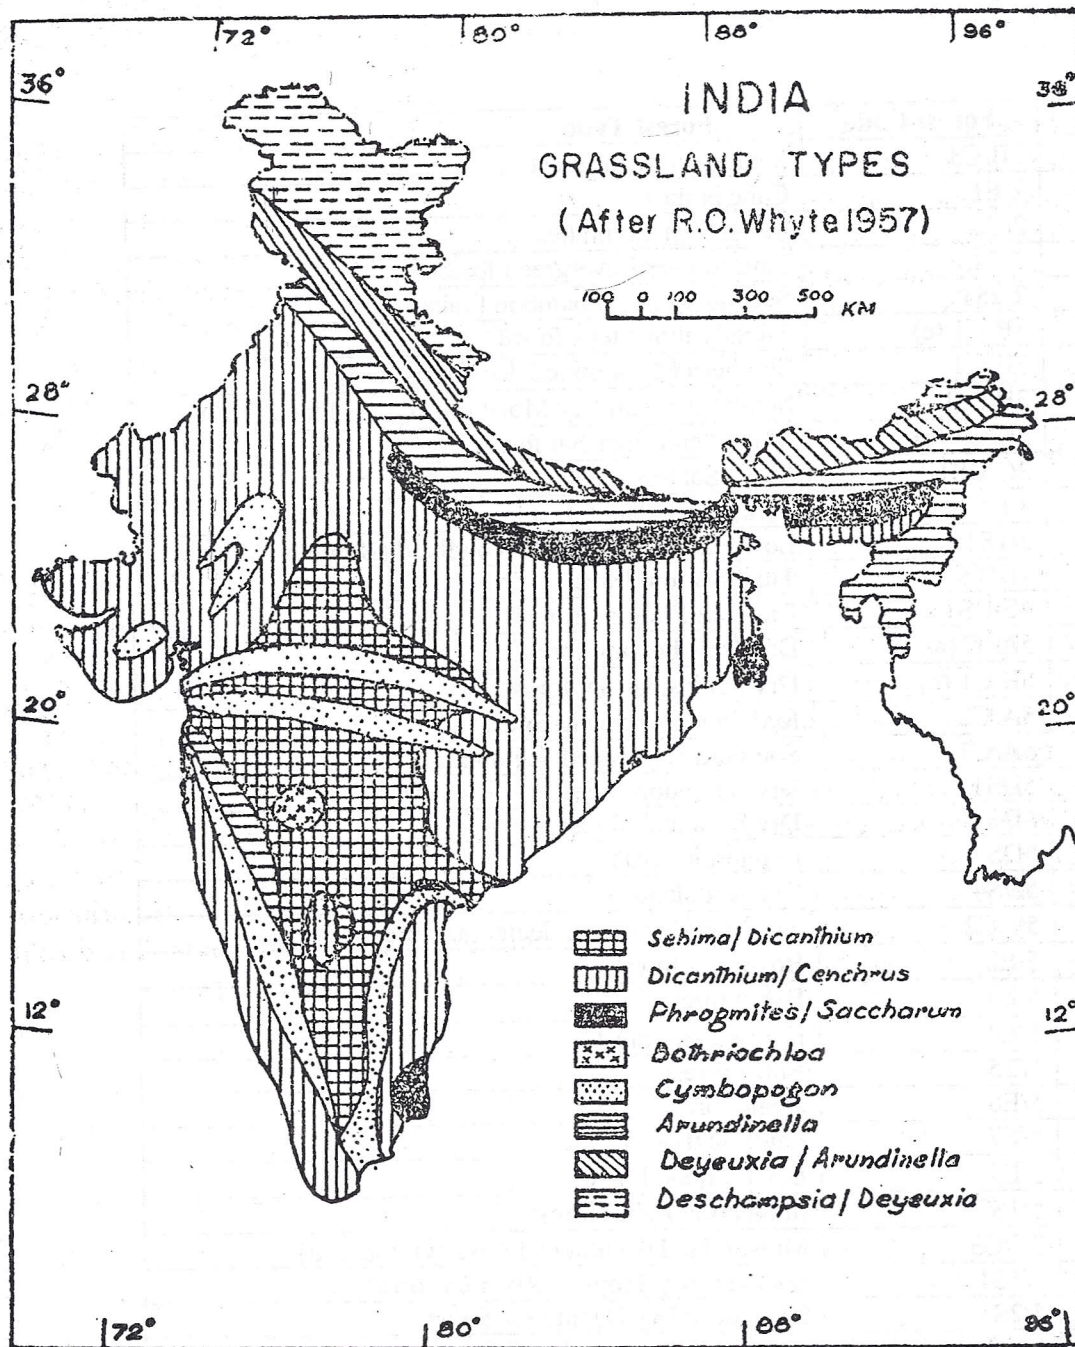 72° 80° 88° 96°
36° 36°
INDIA
GRASSLAND TYPES
(After R.O.Whyte 1957)
100 0 100 300 500 KM
28° 28°
20° 20°
Sehima/ Dicanthium
Dicanthium/ Cenchrus
12° Phragmites/ Saccharum 12°
Bothriochloa
Cymbopogon
Arundinella
Deyeuxia / Arundinella
Deschampsia/ Deyeuxia
72° 80° 88° 96°